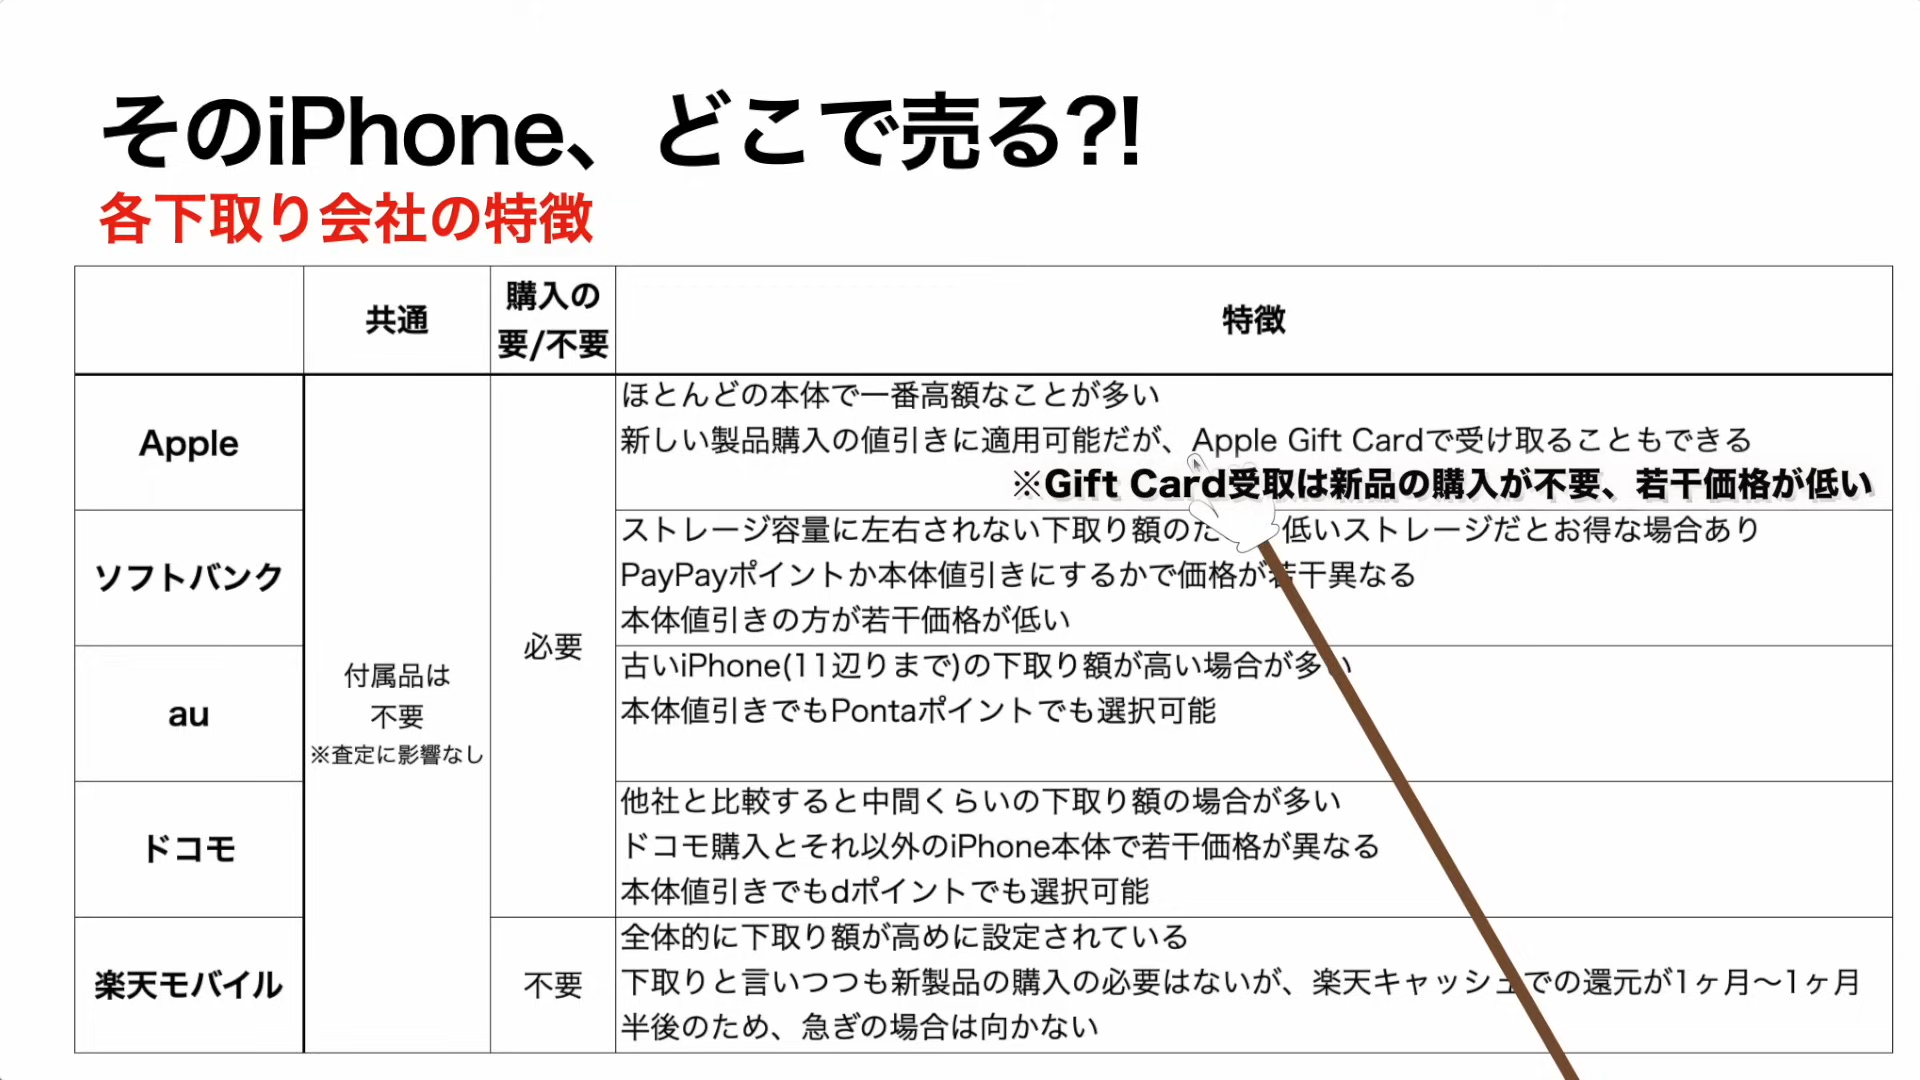 そのiPhone、どこで売る?!
各下取り会社の特徴
共通
購入の
要/不要
特徴
Apple
付属品は
不要
※査定に影響なし
必要
ほとんどの本体で一番高額なことが多い
新しい製品購入の値引きに適用可能だが、Apple Gift Cardで受け取ることもできる
※Gift Card受取は新品の購入が不要、若干価格が低い
ソフトバンク
ストレージ容量に左右されない下取り額のた 低いストレージだとお得な場合あり
PayPayポイントか本体値引きにするかで価格が若干異なる
本体値引きの方が若干価格が低い
au
古いiPhone(11辺りまで)の下取り額が高い場合が多い
本体値引きでもPontaポイントでも選択可能
ドコモ
他社と比較すると中間くらいの下取り額の場合が多い
ドコモ購入とそれ以外のiPhone本体で若干価格が異なる
本体値引きでもdポイントでも選択可能
楽天モバイル
不要
全体的に下取り額が高めに設定されている
下取りと言いつつも新製品の購入の必要はないが、楽天キャッシュでの還元が1ヶ月〜1ヶ月
半後のため、急ぎの場合は向かない